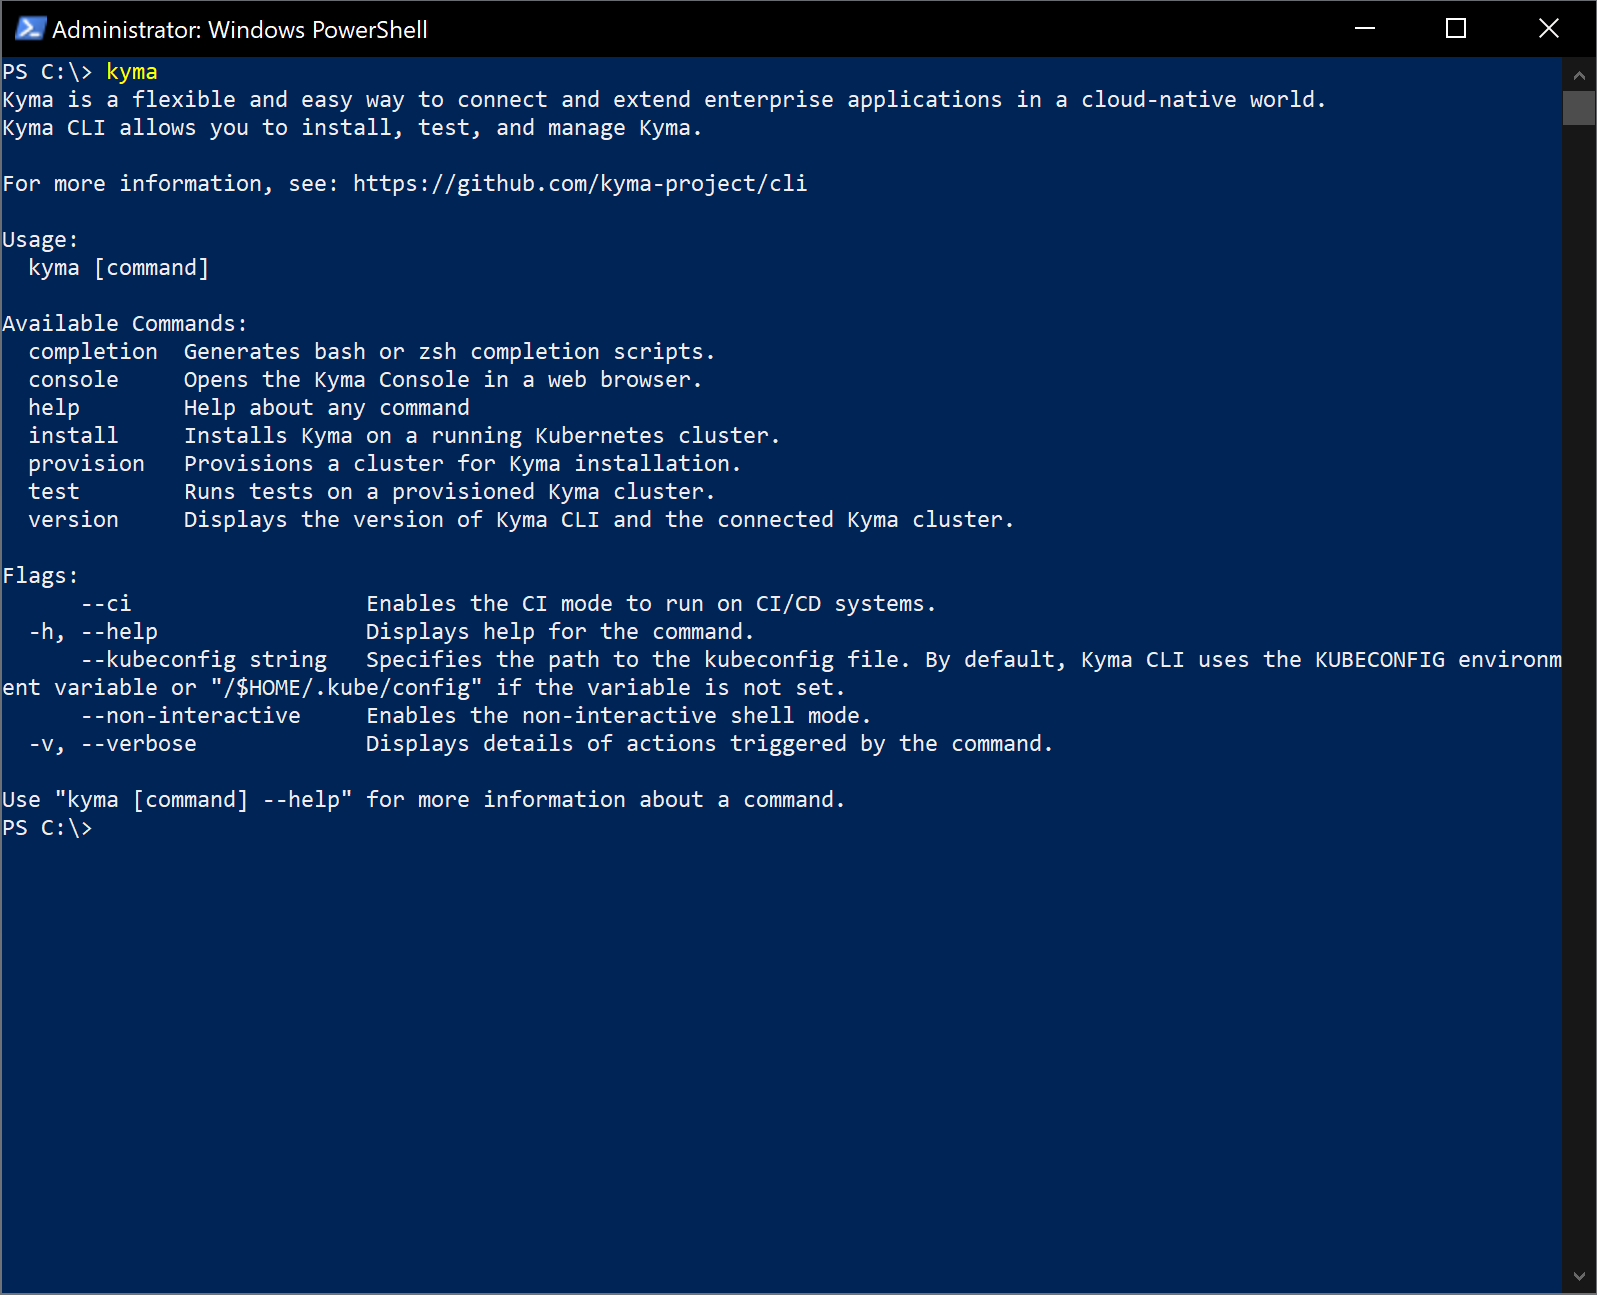 Administrator: Windows PowerShell
PS C:\> kyma
Kyma is a flexible and easy way to connect and extend enterprise applications in a cloud-native world.
Kyma CLI allows you to install, test, and manage Kyma.
For more information, see: https://github.com/kyma-project/cli
Usage:
  kyma [command]
Available Commands:
  completion  Generates bash or zsh completion scripts.
  console     Opens the Kyma Console in a web browser.
  help        Help about any command
  install     Installs Kyma on a running Kubernetes cluster.
  provision   Provisions a cluster for Kyma installation.
  test        Runs tests on a provisioned Kyma cluster.
  version     Displays the version of Kyma CLI and the connected Kyma cluster.
Flags:
      --ci                  Enables the CI mode to run on CI/CD systems.
  -h, --help                Displays help for the command.
      --kubeconfig string   Specifies the path to the kubeconfig file. By default, Kyma CLI uses the KUBECONFIG environm
ent variable or "/$HOME/.kube/config" if the variable is not set.
      --non-interactive     Enables the non-interactive shell mode.
  -v, --verbose             Displays details of actions triggered by the command.
Use "kyma [command] --help" for more information about a command.
PS C:\>